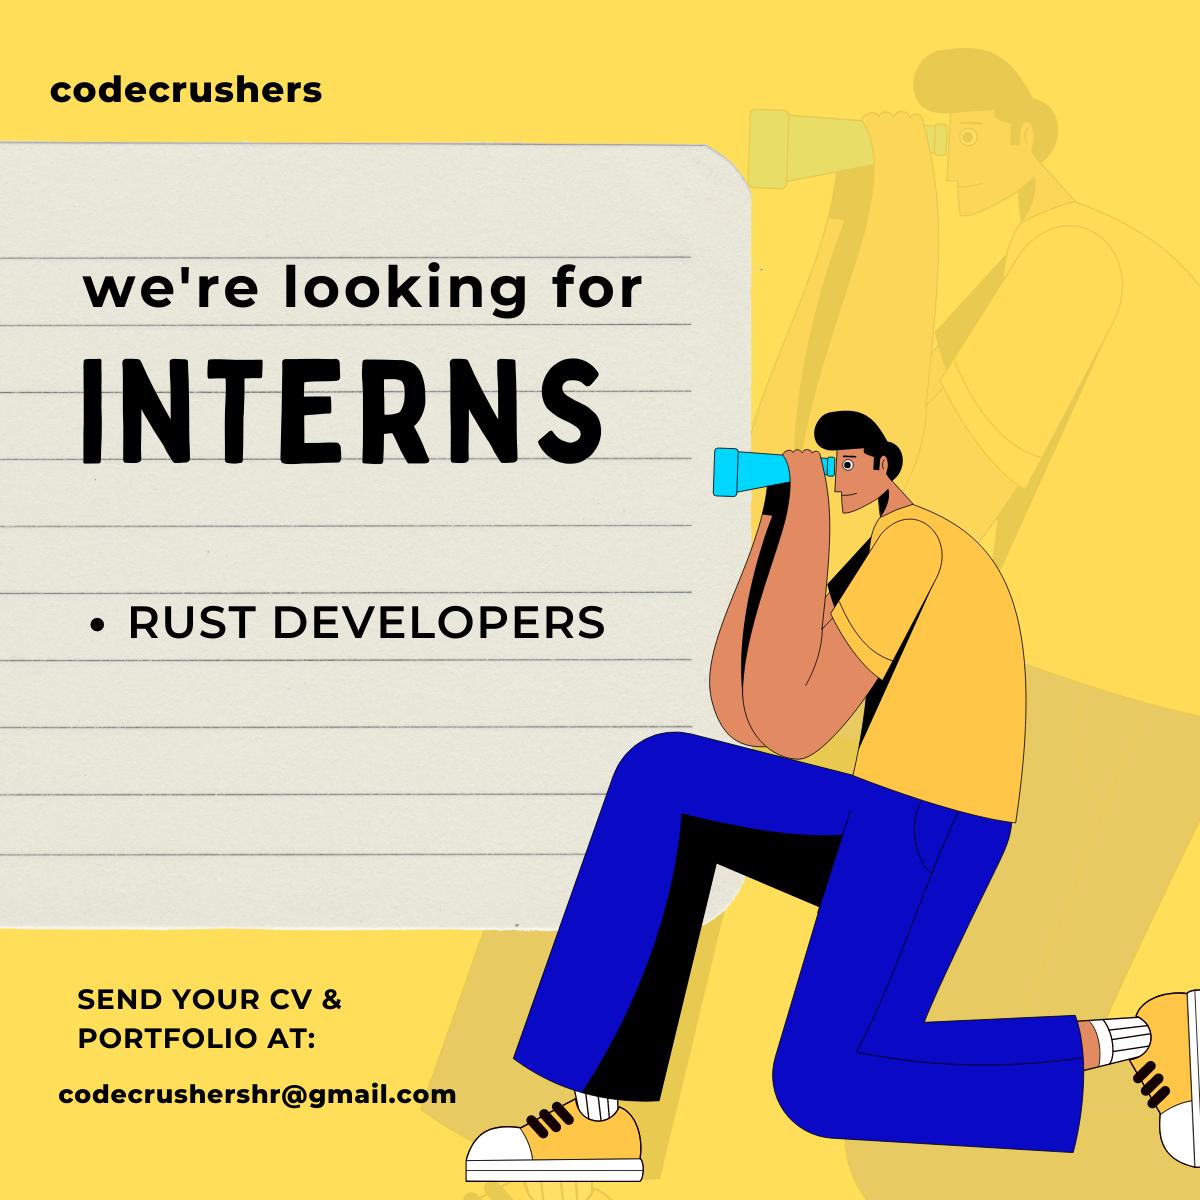 codecrushers
we're looking for
INTERNS
• RUST DEVELOPERS
SEND YOUR CV &
PORTFOLIO AT:
codecrushershr@gmail.com